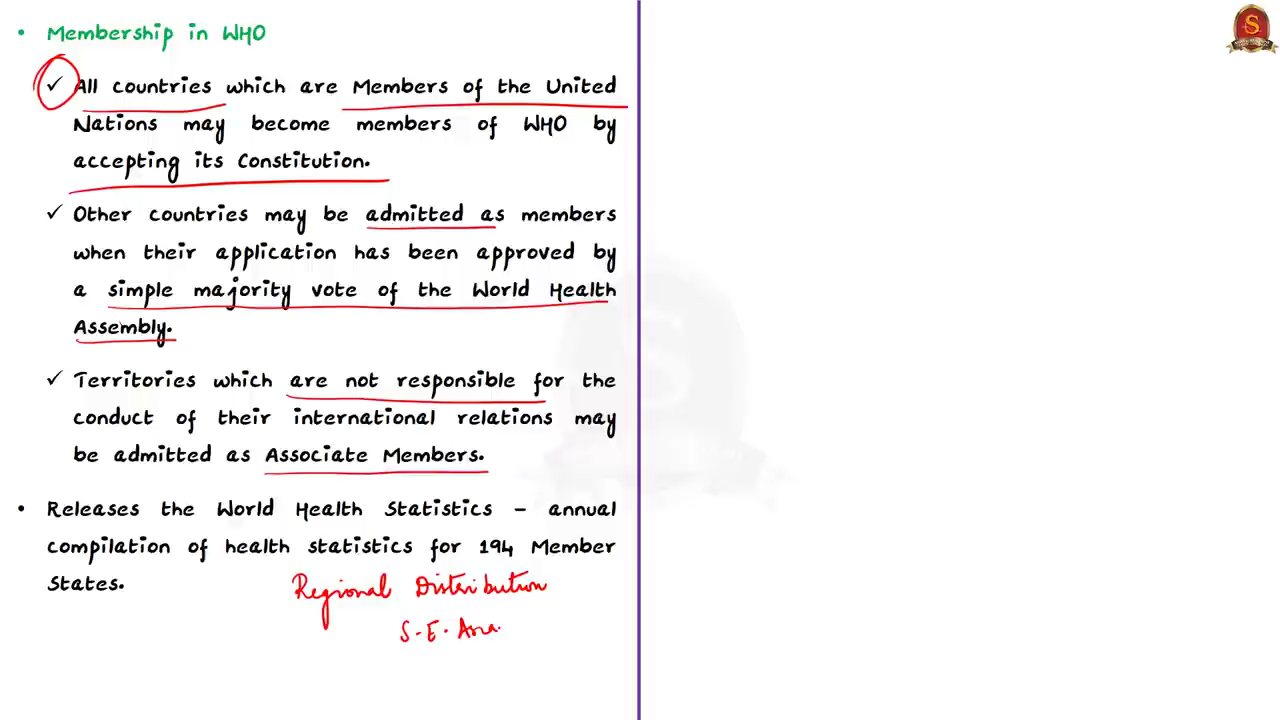 • Membership in WHO
✓ All countries which are Members of the United
Nations may become members of WHO by
accepting its Constitution.
✓ Other countries may be admitted as members
when their application has been approved by
a simple majority vote of the World Health
Assembly.
✓ Territories which are not responsible for the
conduct of their international relations may
be admitted as Associate Members.
• Releases the World Health Statistics – annual
compilation of health statistics for 194 Member
States.
Regional Distribution
S.E. Asia
S